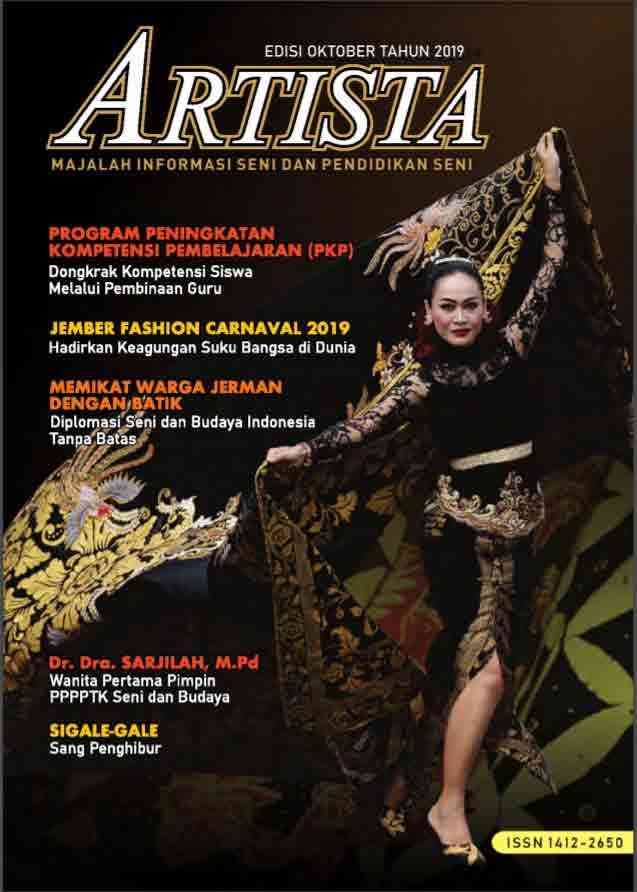 EDISI OKTOBER TAHUN 2019
ARTISTA
MAJALAH INFORMASI SENI DAN PENDIDIKAN SENI
PROGRAM PENINGKATAN
KOMPETENSI PEMBELAJARAN (PKP)
Dongkrak Kompetensi Siswa
Melalui Pembinaan Guru
JEMBER FASHION CARNAVAL 2019
Hadirkan Keagungan Suku Bangsa di Dunia
MEMIKAT WARGA JERMAN
DENGAN BATIK
Diplomasi Seni dan Budaya Indonesia
Tanpa Batas
Dr. Dra. SARJILAH, M.Pd
Wanita Pertama Pimpin
PPPPTK Seni dan Budaya
SIGALE-GALE
Sang Penghibur
ISSN 1412-2650